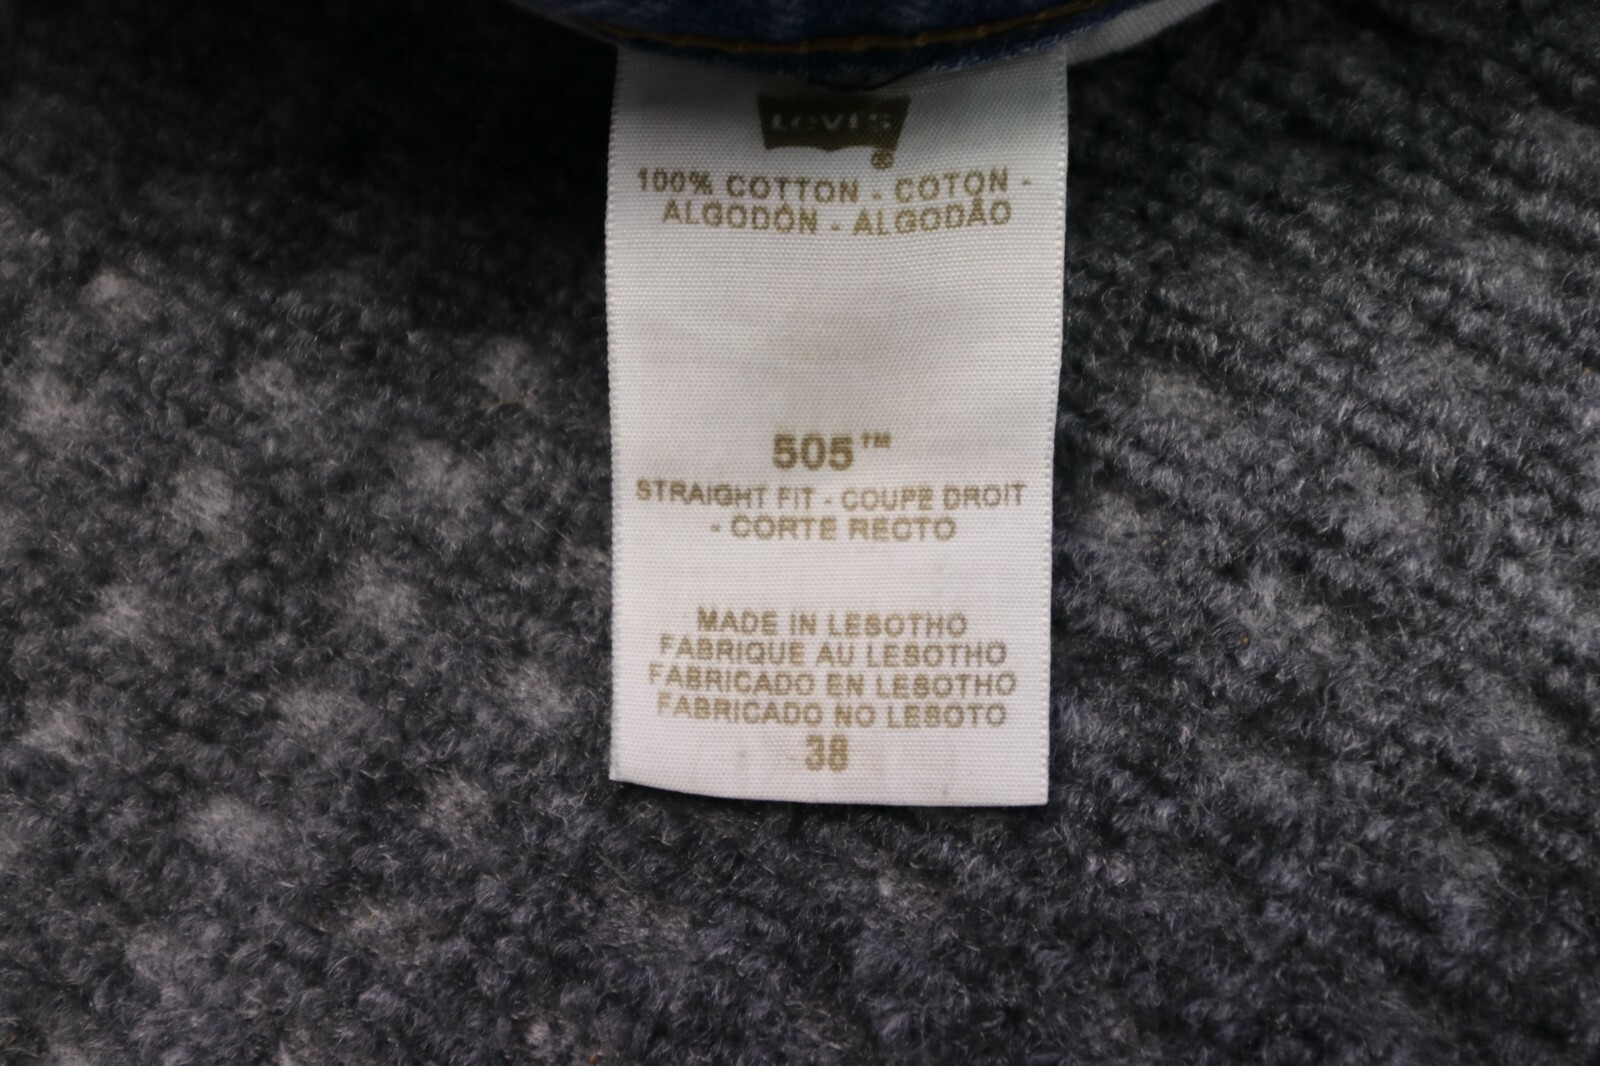 Levi's
®
100% COTTON - COTON -
ALGODÓN - ALGODÃO
505™
STRAIGHT FIT - COUPE DROIT
- CORTE RECTO
MADE IN LESOTHO
FABRIQUE AU LESOTHO
FABRICADO EN LESOTHO
FABRICADO NO LESOTO
38